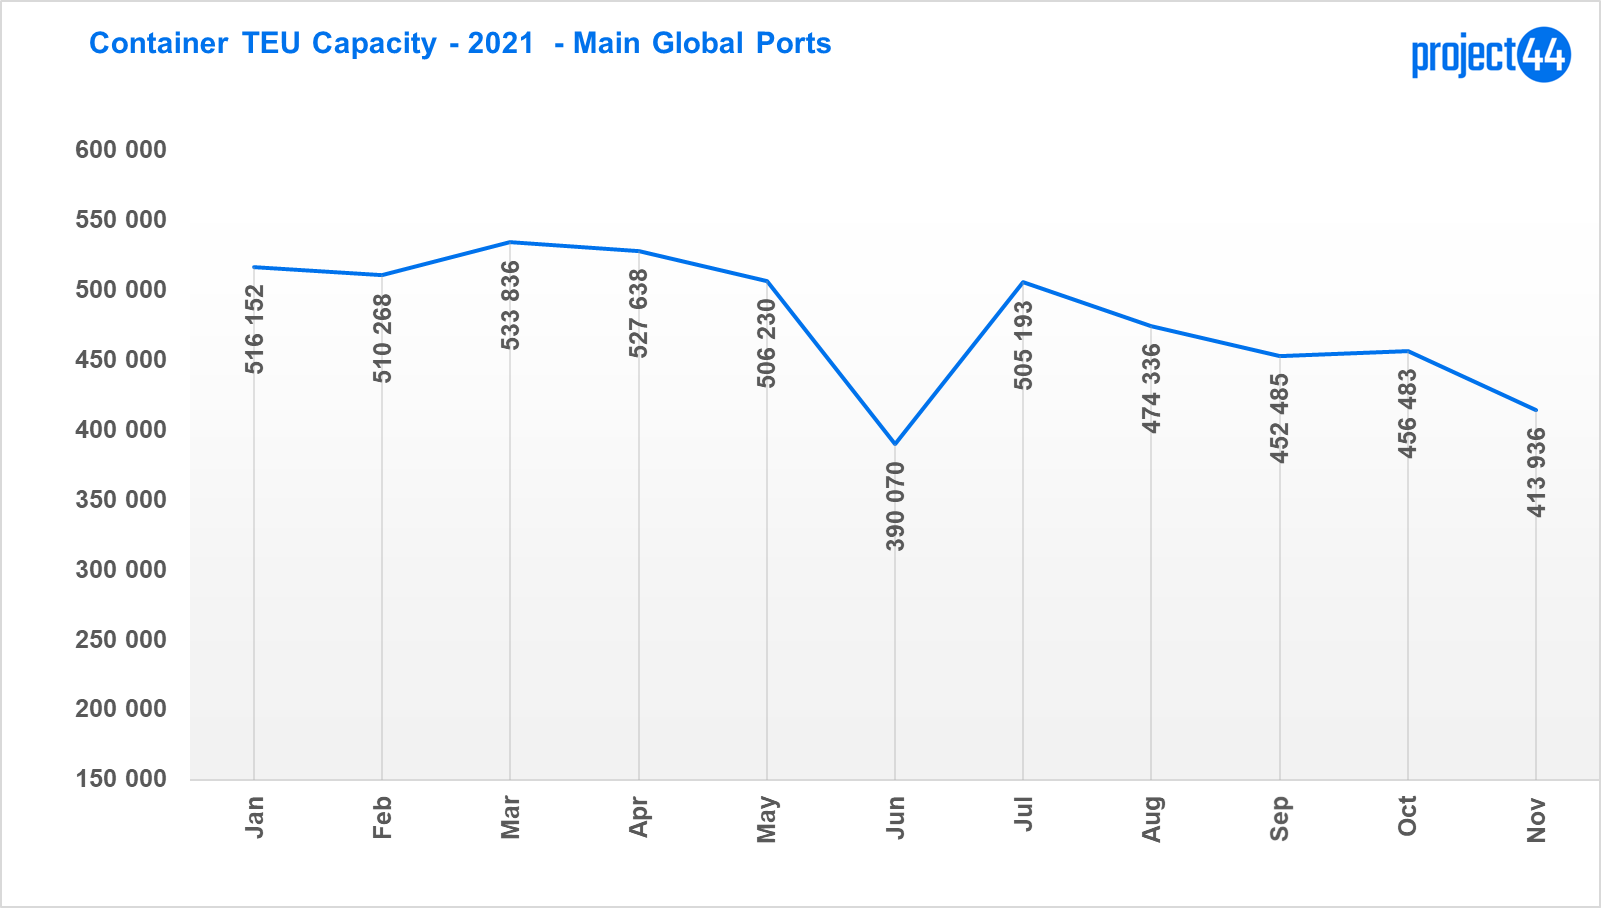 Container TEU Capacity - 2021 - Main Global Ports
project44
600 000
550 000
500 000
450 000
400 000
350 000
300 000
250 000
200 000
150 000
516 152
510 268
533 836
527 638
506 230
390 070
505 193
474 336
452 485
456 483
413 936
Jan
Feb
Mar
Apr
May
Jun
Jul
Aug
Sep
Oct
Nov